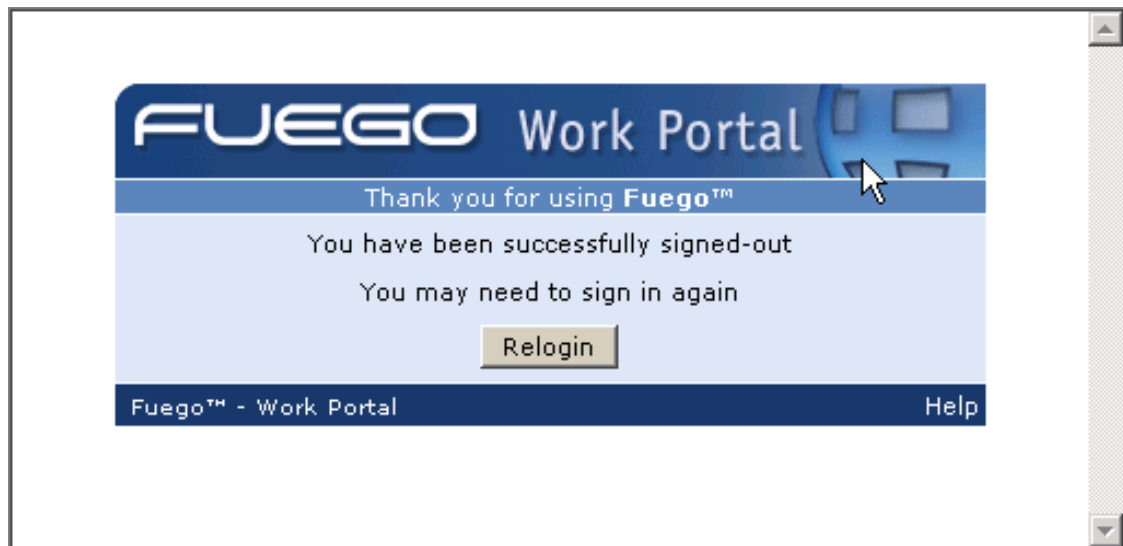 FUEGO Work Portal
Thank you for using Fuego™
You have been successfully signed-out
You may need to sign in again
Relogin
Fuego™ - Work Portal Help